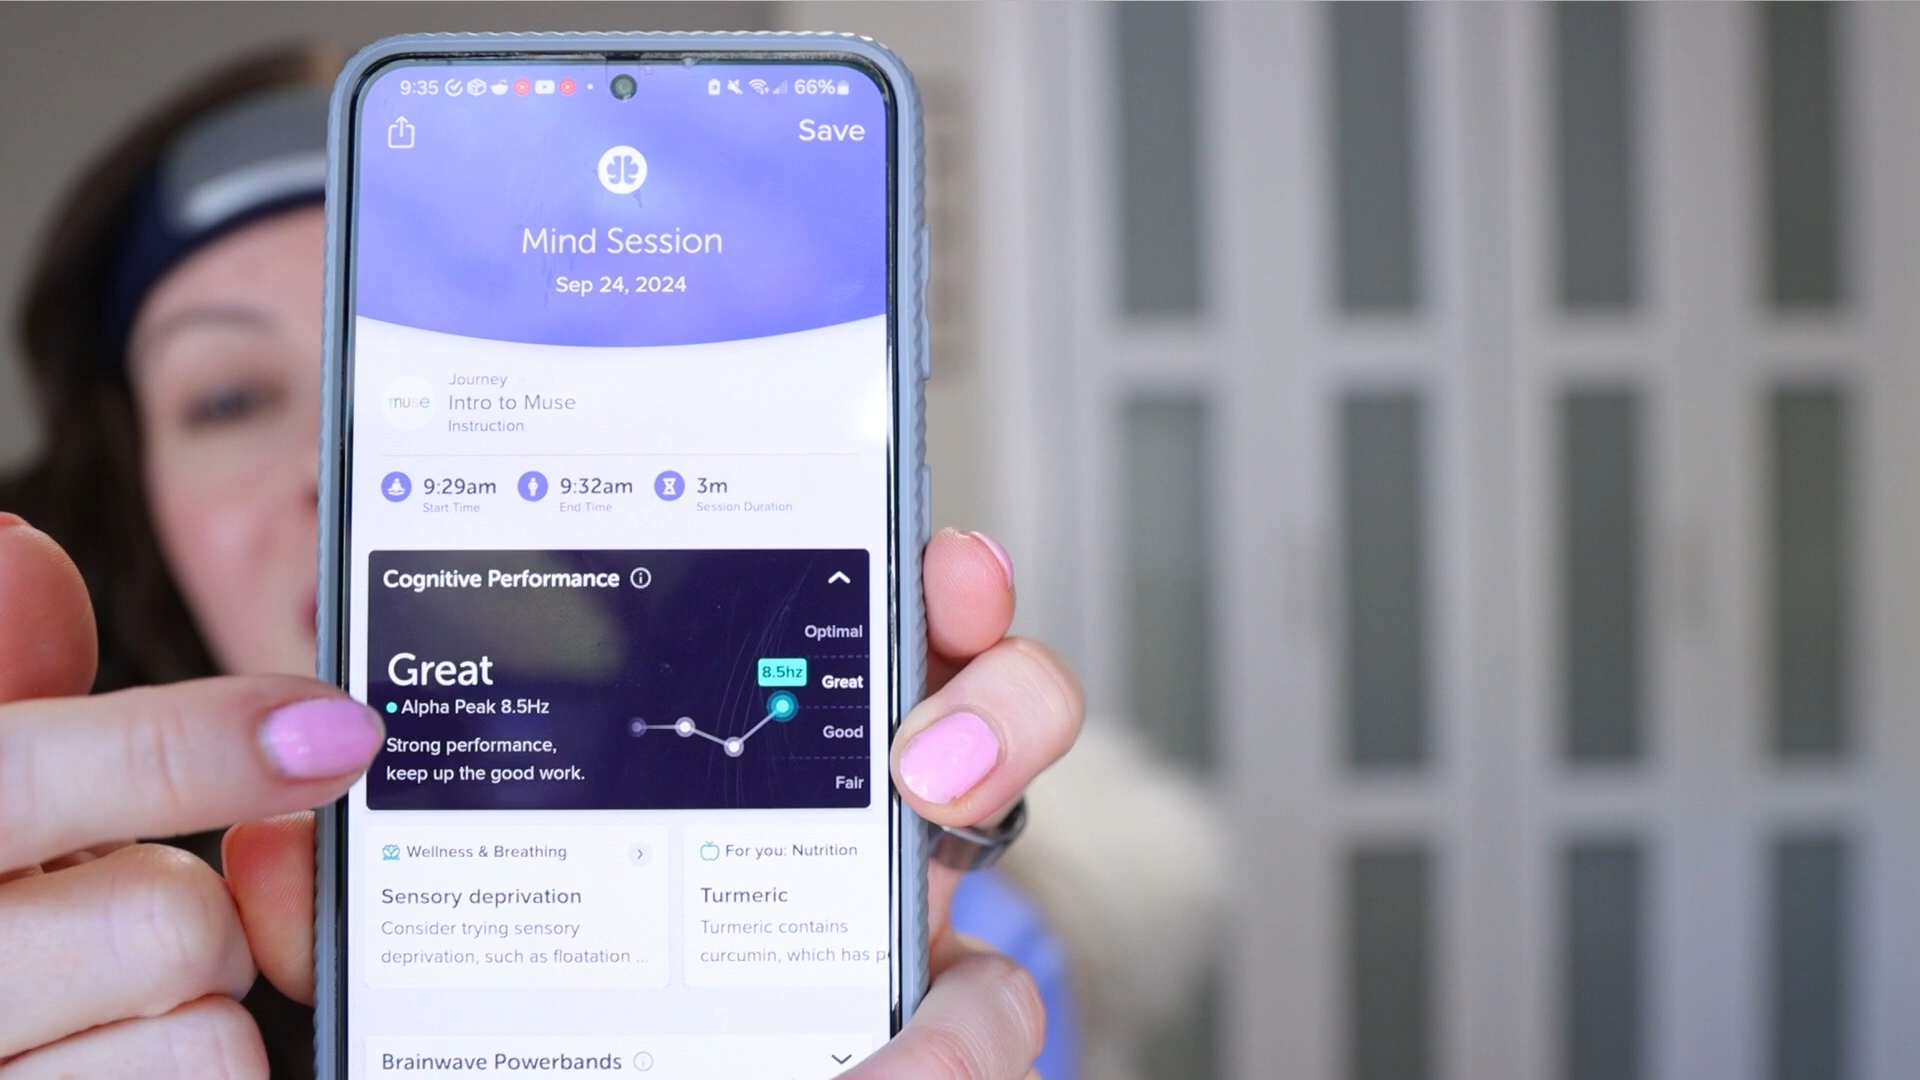 9:35
66%
Save
Mind Session
Sep 24, 2024
muse
Journey
Intro to Muse
Instruction
9:29am
Start Time
9:32am
End Time
3m
Session Duration
Cognitive Performance
Optimal
8.5hz
Great
Great
Alpha Peak 8.5Hz
Good
Strong performance,
keep up the good work.
Fair
Wellness & Breathing
Sensory deprivation
Consider trying sensory
deprivation, such as floatation ...
For you: Nutrition
Turmeric
Turmeric contains
curcumin, which has
Brainwave Powerbands